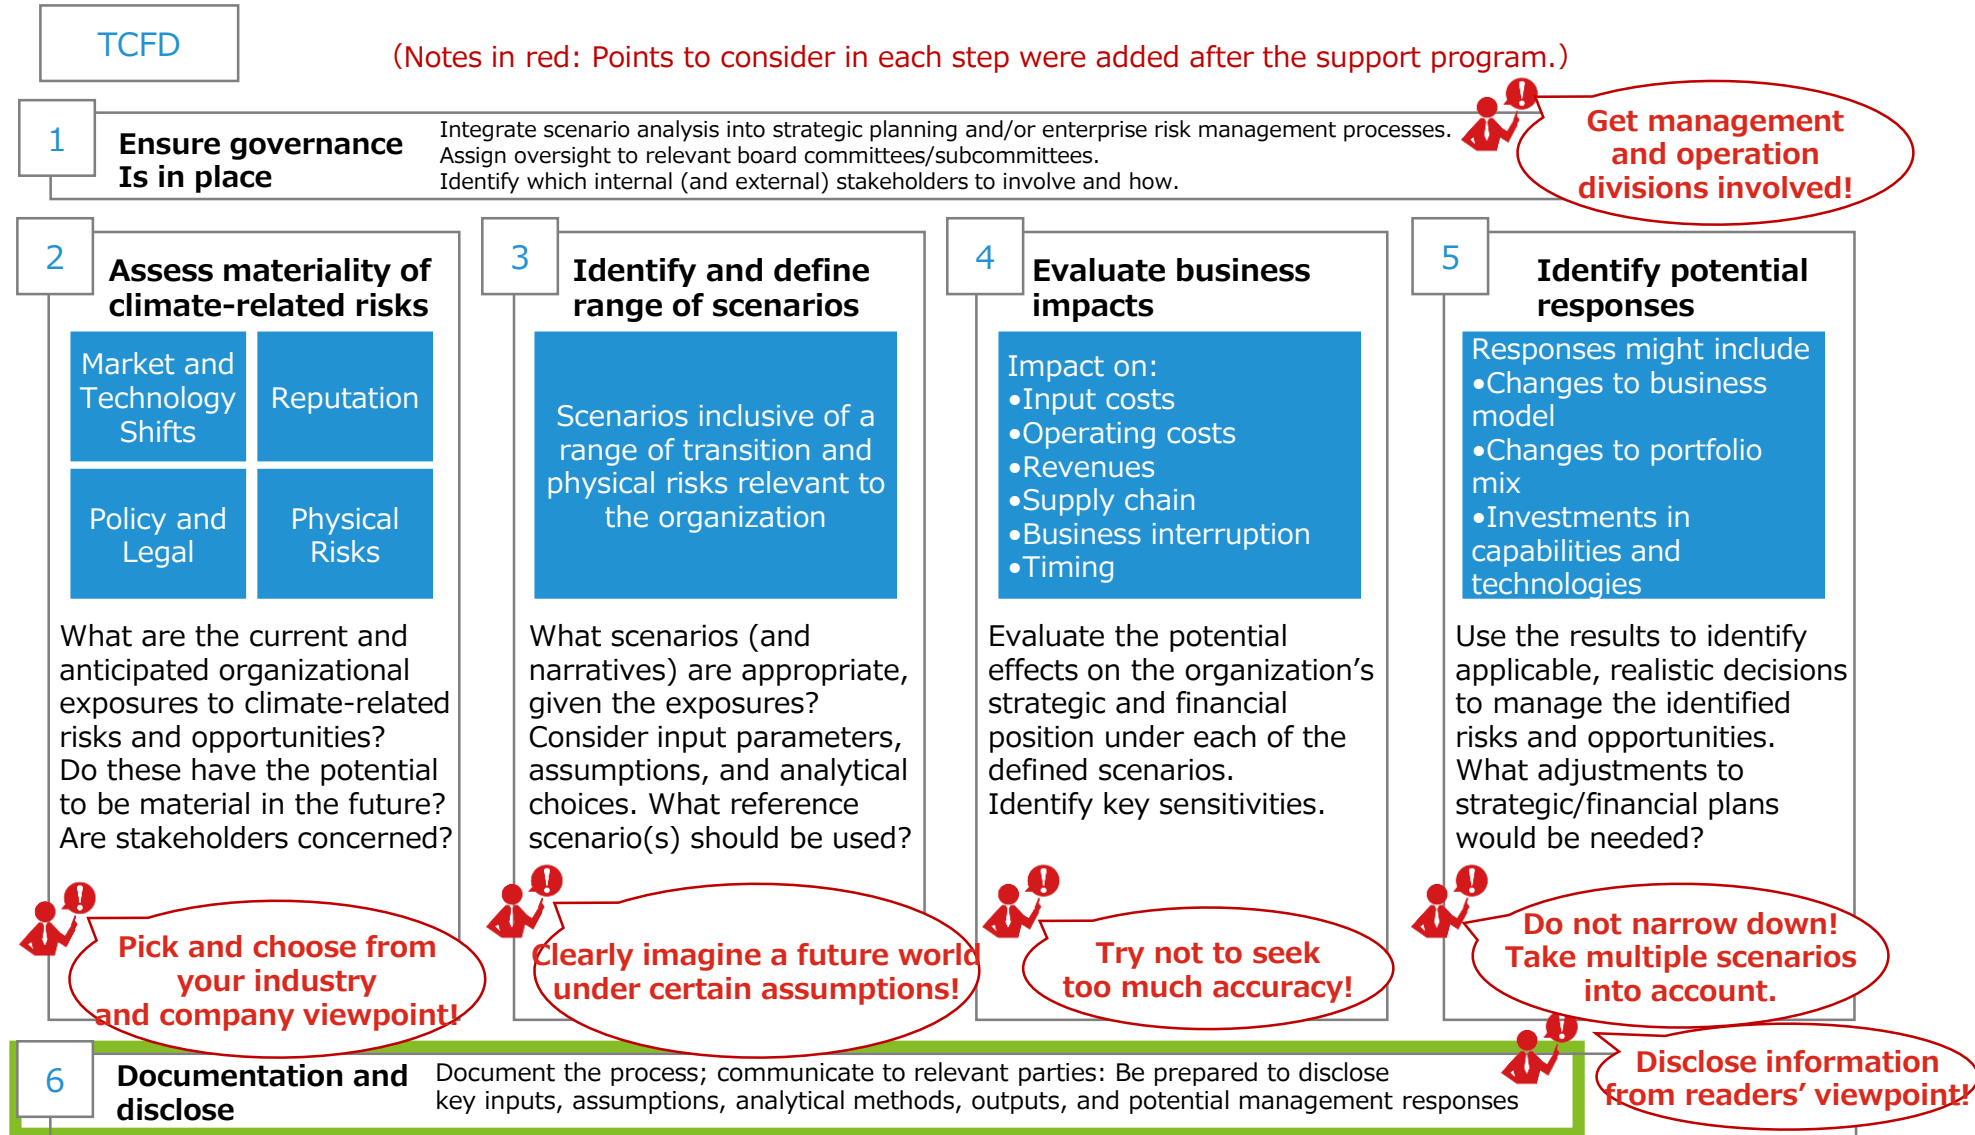 TCFD
(Notes in red: Points to consider in each step were added after the support program.)
1
Ensure governance
Is in place
Integrate scenario analysis into strategic planning and/or enterprise risk management processes.
Assign oversight to relevant board committees/subcommittees.
Identify which internal (and external) stakeholders to involve and how.
Get management
and operation
divisions involved!
2
Assess materiality of
climate-related risks
Market and
Technology
Shifts
Reputation
Policy and
Legal
Physical
Risks
What are the current and
anticipated organizational
exposures to climate-related
risks and opportunities?
Do these have the potential
to be material in the future?
Are stakeholders concerned?
Pick and choose from
your industry
and company viewpoint!
3
Identify and define
range of scenarios
Scenarios inclusive of a
range of transition and
physical risks relevant to
the organization
What scenarios (and
narratives) are appropriate,
given the exposures?
Consider input parameters,
assumptions, and analytical
choices. What reference
scenario(s) should be used?
Clearly imagine a future world
under certain assumptions!
4
Evaluate business
impacts
Impact on:
•Input costs
•Operating costs
•Revenues
•Supply chain
•Business interruption
•Timing
Evaluate the potential
effects on the organization’s
strategic and financial
position under each of the
defined scenarios.
Identify key sensitivities.
Try not to seek
too much accuracy!
5
Identify potential
responses
Responses might include
•Changes to business
model
•Changes to portfolio
mix
•Investments in
capabilities and
technologies
Use the results to identify
applicable, realistic decisions
to manage the identified
risks and opportunities.
What adjustments to
strategic/financial plans
would be needed?
Do not narrow down!
Take multiple scenarios
into account.
6
Documentation and
disclose
Document the process; communicate to relevant parties: Be prepared to disclose
key inputs, assumptions, analytical methods, outputs, and potential management responses
Disclose information
from readers’ viewpoint!